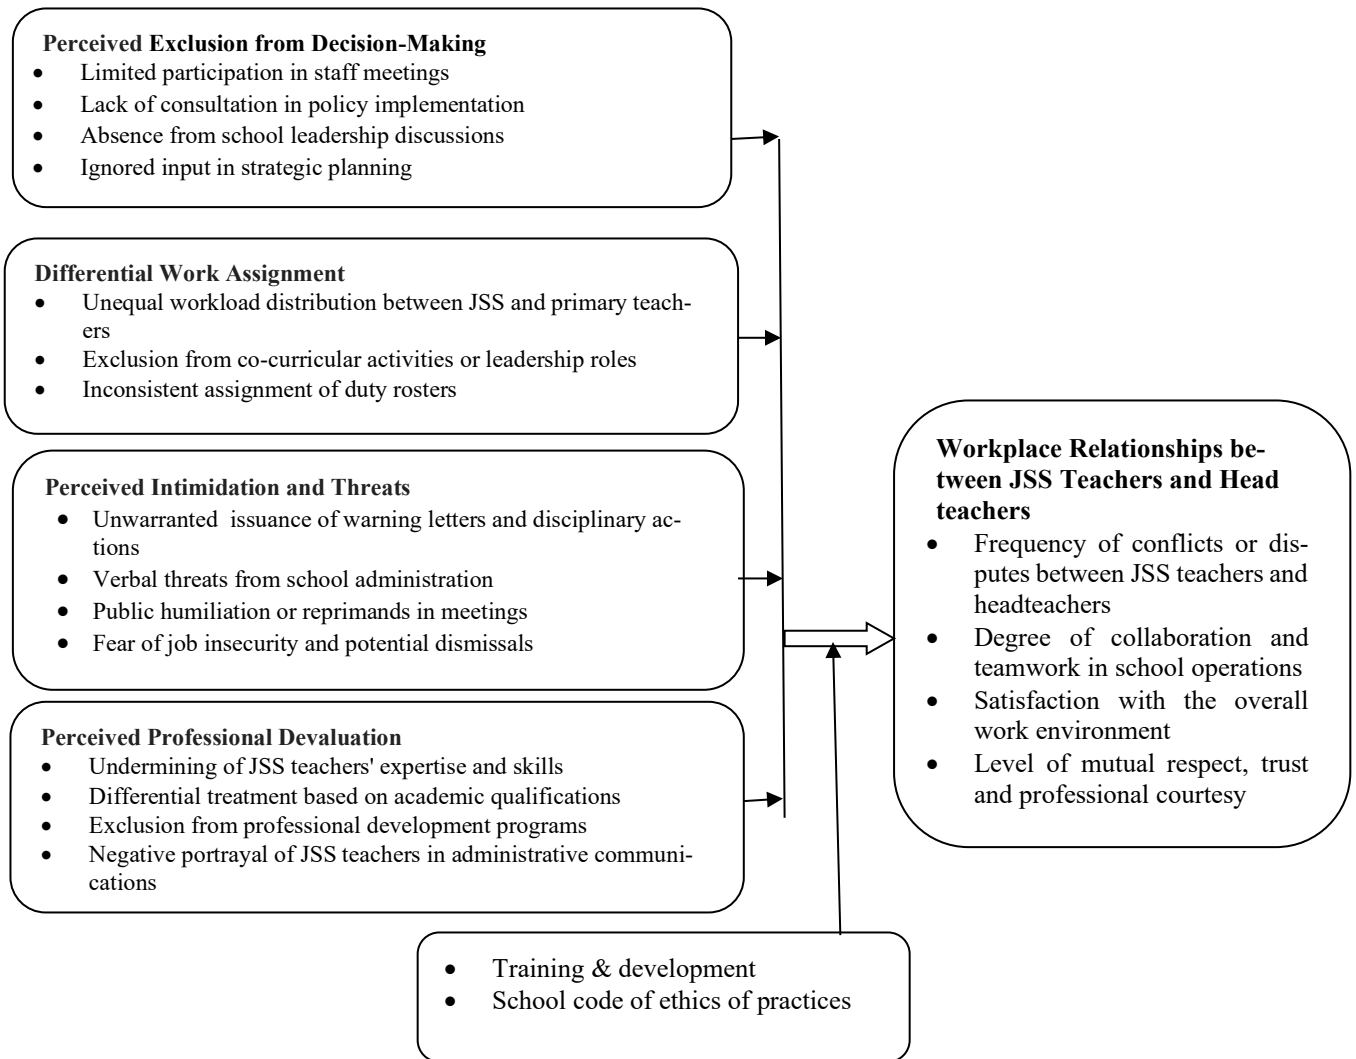 Perceived Exclusion from Decision-Making
• Limited participation in staff meetings
• Lack of consultation in policy implementation
• Absence from school leadership discussions
• Ignored input in strategic planning
Differential Work Assignment
• Unequal workload distribution between JSS and primary teach-
ers
• Exclusion from co-curricular activities or leadership roles
• Inconsistent assignment of duty rosters
Perceived Intimidation and Threats
• Unwarranted issuance of warning letters and disciplinary ac-
tions
• Verbal threats from school administration
• Public humiliation or reprimands in meetings
• Fear of job insecurity and potential dismissals
Perceived Professional Devaluation
• Undermining of JSS teachers' expertise and skills
• Differential treatment based on academic qualifications
• Exclusion from professional development programs
• Negative portrayal of JSS teachers in administrative communi-
cations
Workplace Relationships be-
tween JSS Teachers and Head
teachers
• Frequency of conflicts or dis-
putes between JSS teachers and
headteachers
• Degree of collaboration and
teamwork in school operations
• Satisfaction with the overall
work environment
• Level of mutual respect, trust
and professional courtesy
• Training & development
• School code of ethics of practices